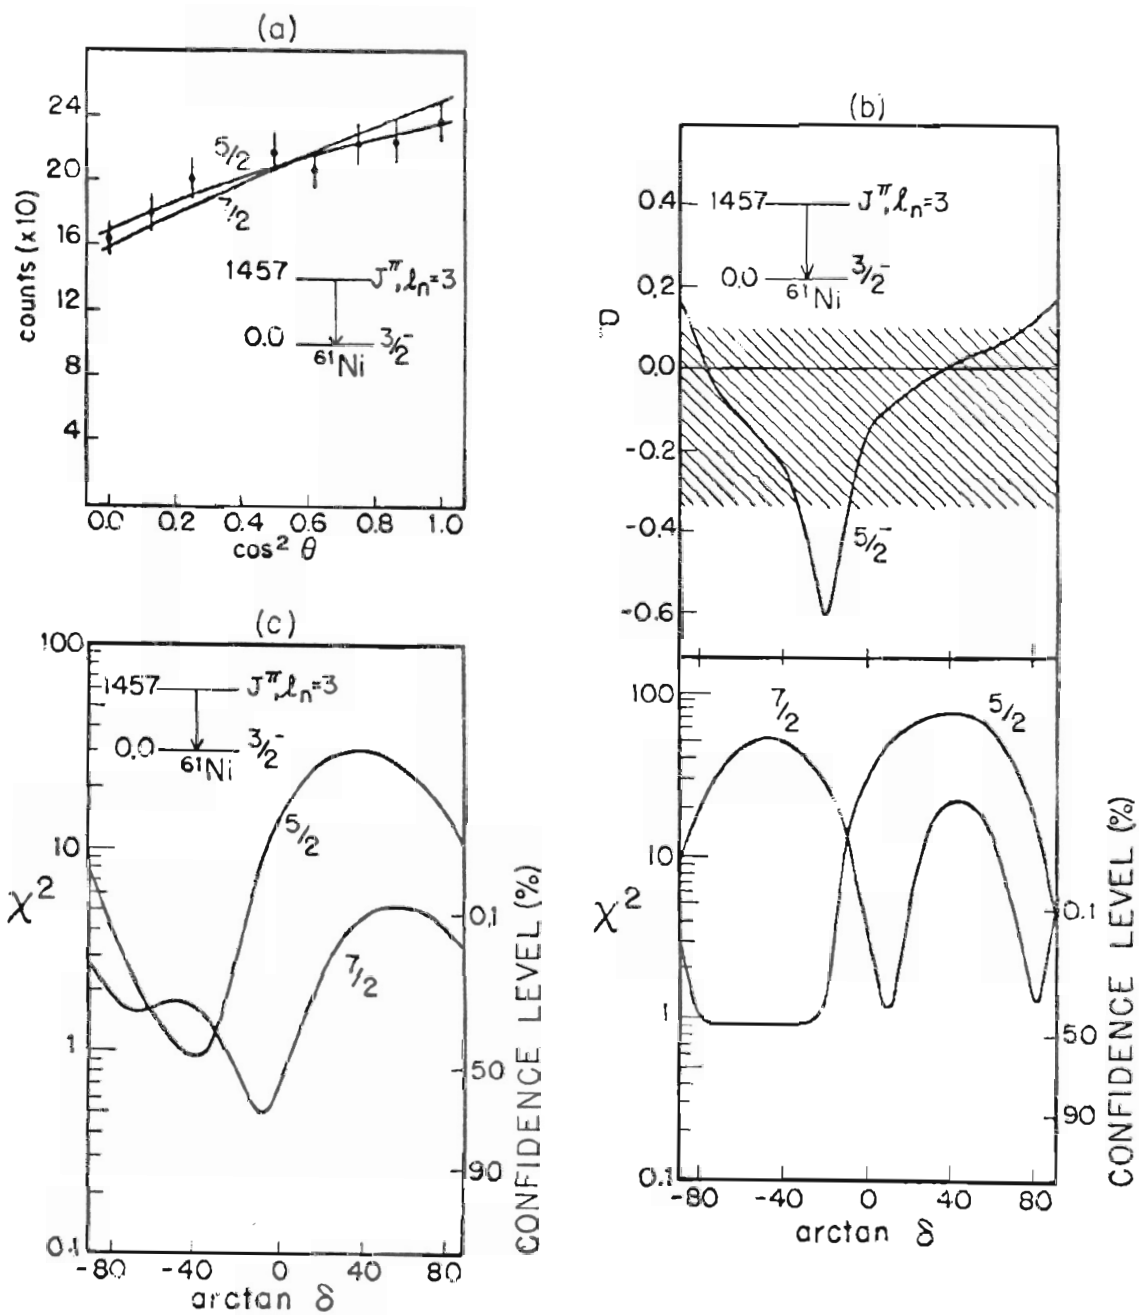 (a)
24
20
16
12
8
4
counts (x10)
5/2
7/2
1457 J^π, ℓn=3
0.0 3/2-
61Ni
0.0 0.2 0.4 0.6 0.8 1.0
cos² θ
(b)
0.4
0.2
0.0
-0.2
-0.4
-0.6
1457 J^π, ℓn=3
0.0 3/2-
61Ni
5/2-
100
10
1
0.1
χ²
7/2
5/2
0.1
50
90
CONFIDENCE LEVEL (%)
-80 -40 0 40 80
arctan δ
(c)
100
10
1
0.1
χ²
1457 J^π, ℓn=3
0.0 3/2-
61Ni
5/2
7/2
0,1
50
90
CONFIDENCE LEVEL (%)
-80 -40 0 40 80
arctan δ